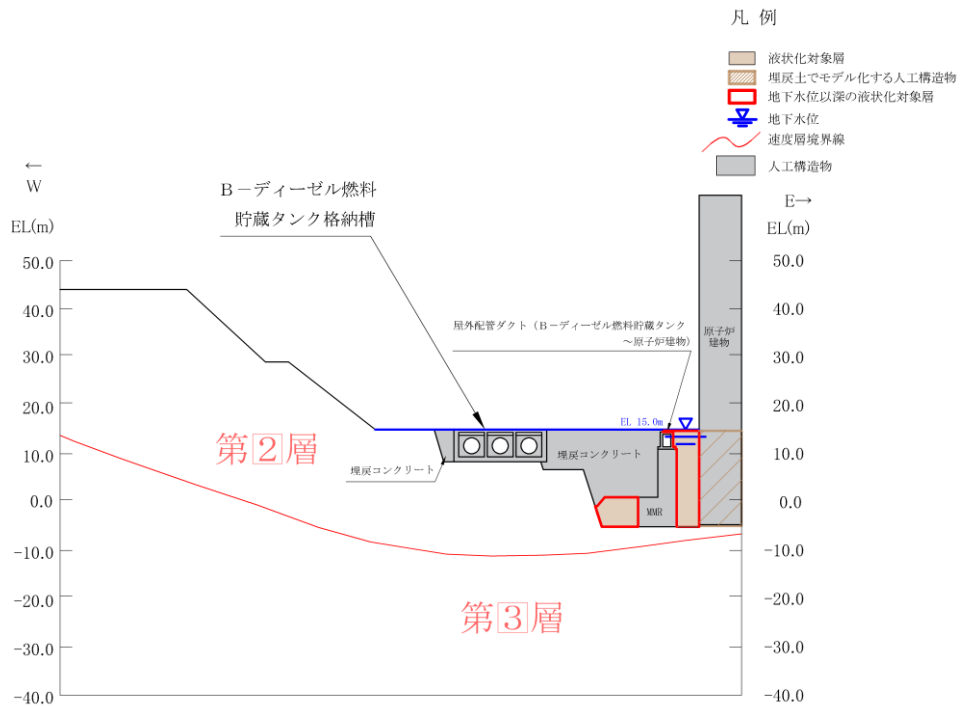 凡 例
液状化対象層
埋戻土でモデル化する人工構造物
地下水位以深の液状化対象層
地下水位
速度層境界線
人工構造物
←
W
EL(m)
50.0
40.0
30.0
20.0
10.0
0.0
-10.0
-20.0
-30.0
-40.0
B-ディーゼル燃料
貯蔵タンク格納槽
屋外配管ダクト(B-ディーゼル燃料貯蔵タンク
~原子炉建物)
原子炉
建物
EL 15.0m
埋戻コンクリート
埋戻コンクリート
MMR
第2層
第3層
E→
EL(m)
50.0
40.0
30.0
20.0
10.0
0.0
-10.0
-20.0
-30.0
-40.0